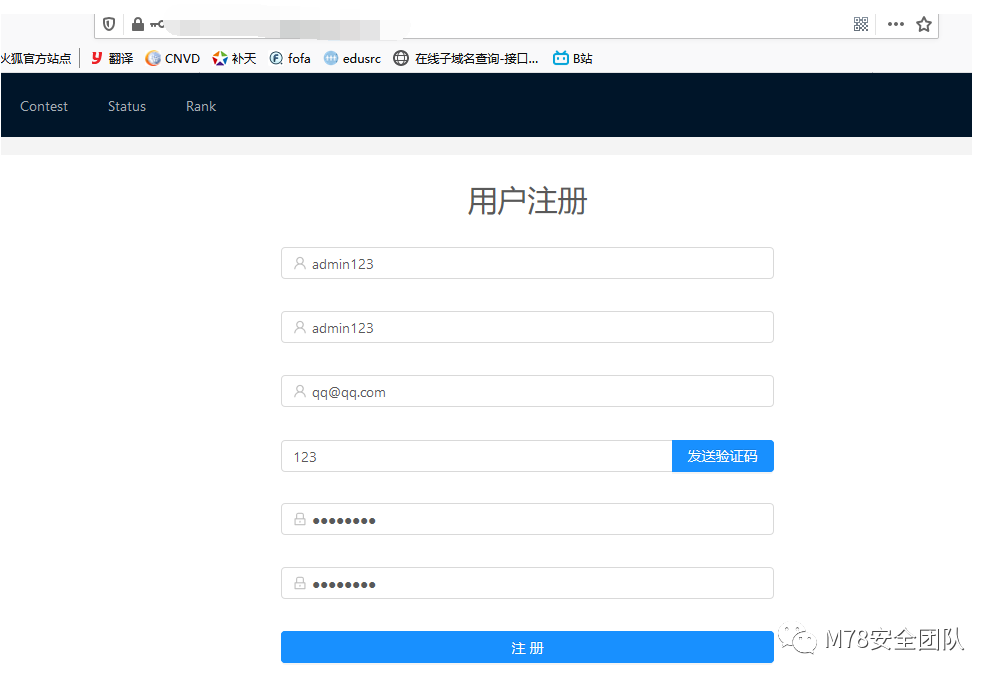 火狐官方站点 翻译 CNVD 补天 fofa edusrc 在线子域名查询-接口... B站
Contest Status Rank
用户注册
admin123
admin123
qq@qq.com
123 发送验证码
●●●●●●●●
●●●●●●●●
注 册
M78安全团队